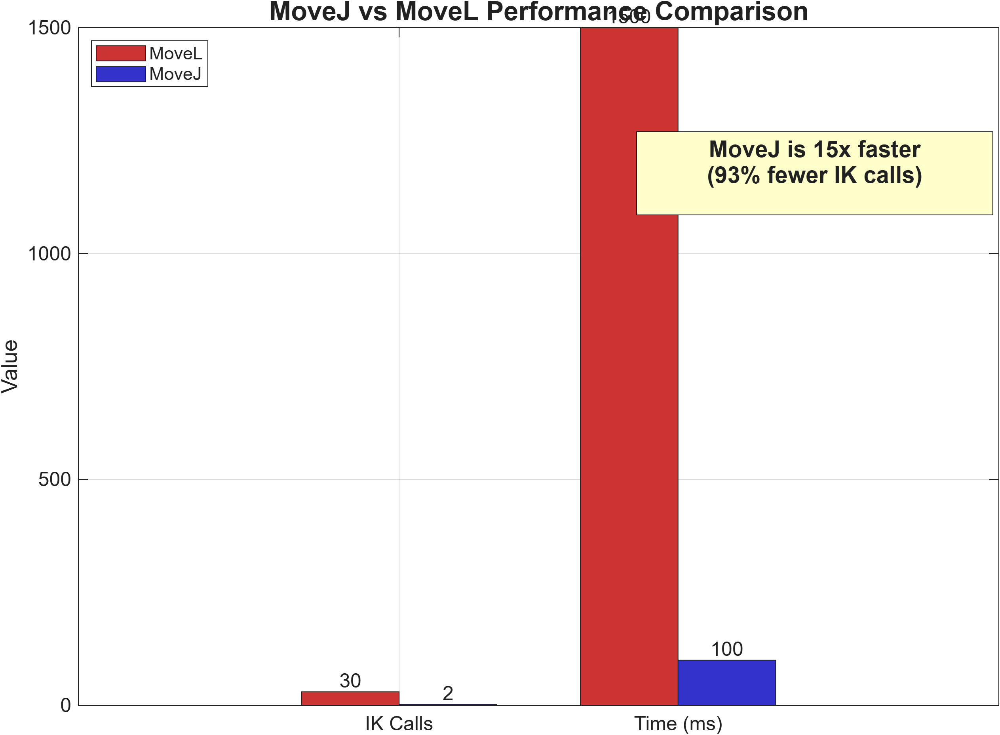 MoveJ vs MoveL Performance Comparison
1500
1500
MoveL
MoveJ
MoveJ is 15x faster
(93% fewer IK calls)
1000
Value
500
100
30
2
0
IK Calls
Time (ms)